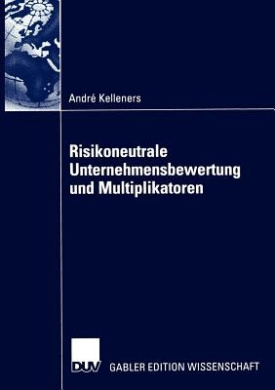 André Kelleners
Risikoneutrale
Unternehmensbewertung
und Multiplikatoren
DUV
GABLER EDITION WISSENSCHAFT